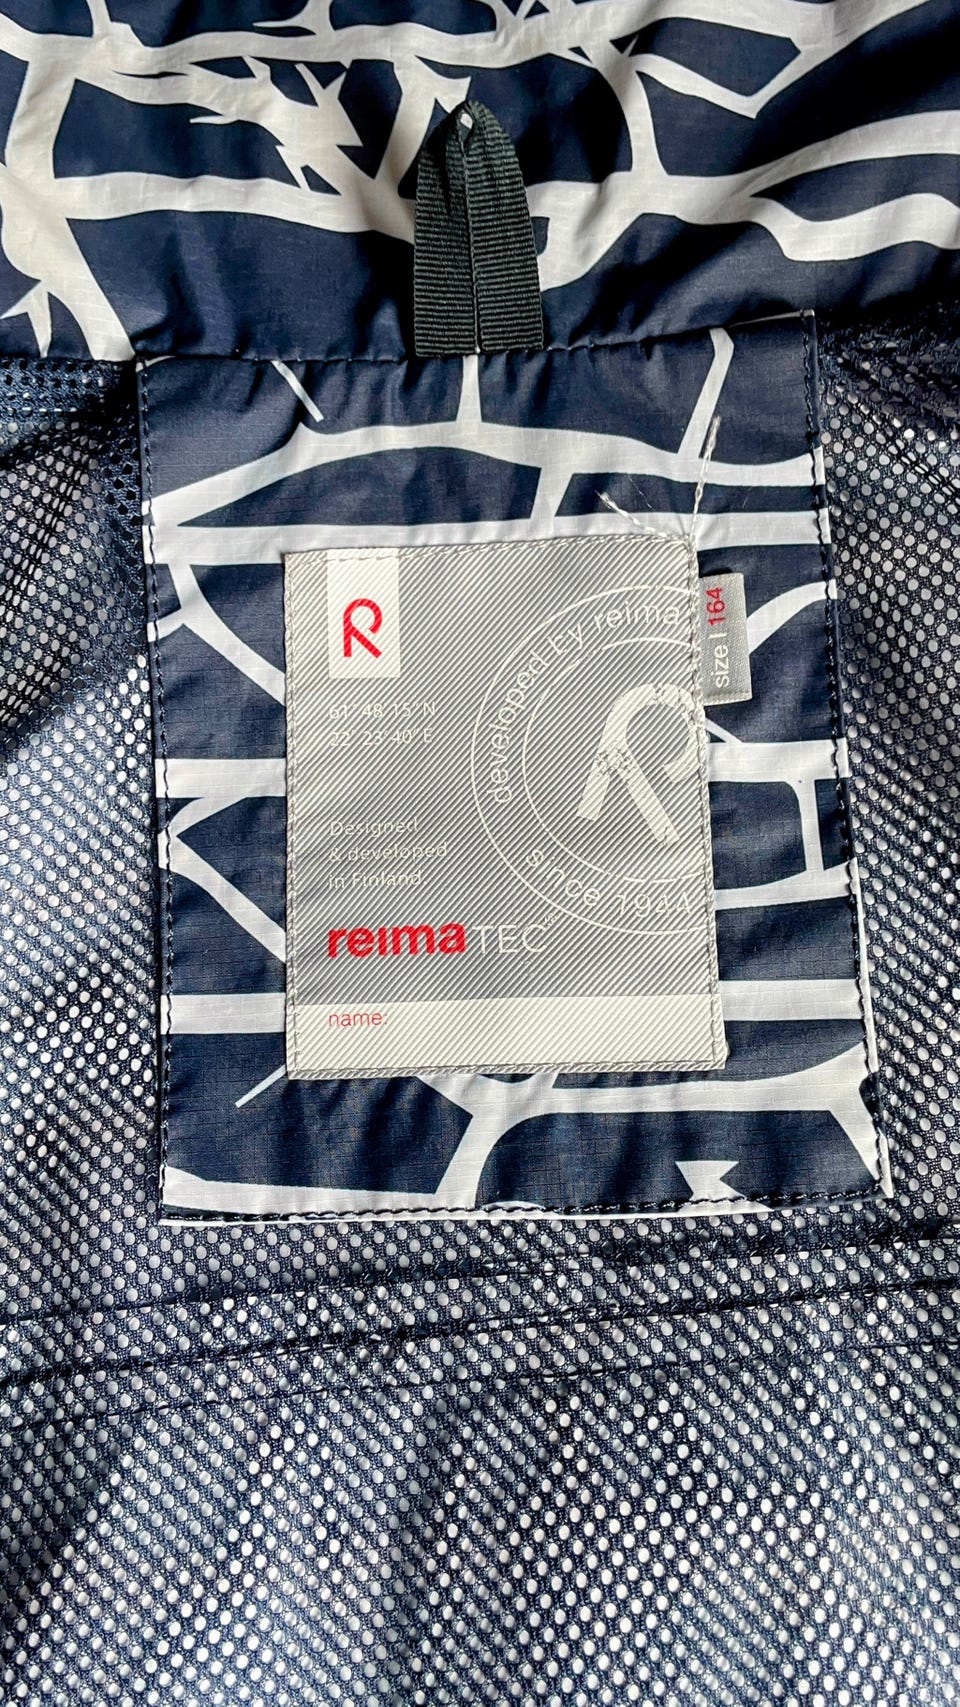 R
61°48'15"N
22°23'40"E
developed by reima
since 1944
size | 164
Designed
& developed
in Finland.
reimaTEC
name: